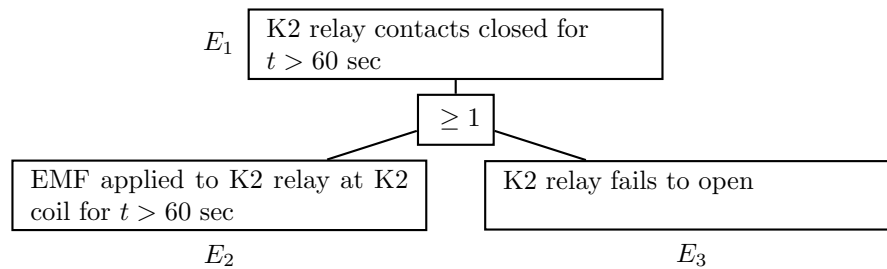 K2 relay contacts closed for
E₁
t > 60 sec
≥ 1
EMF applied to K2 relay at K2
coil for t > 60 sec
K2 relay fails to open
E₂
E₃